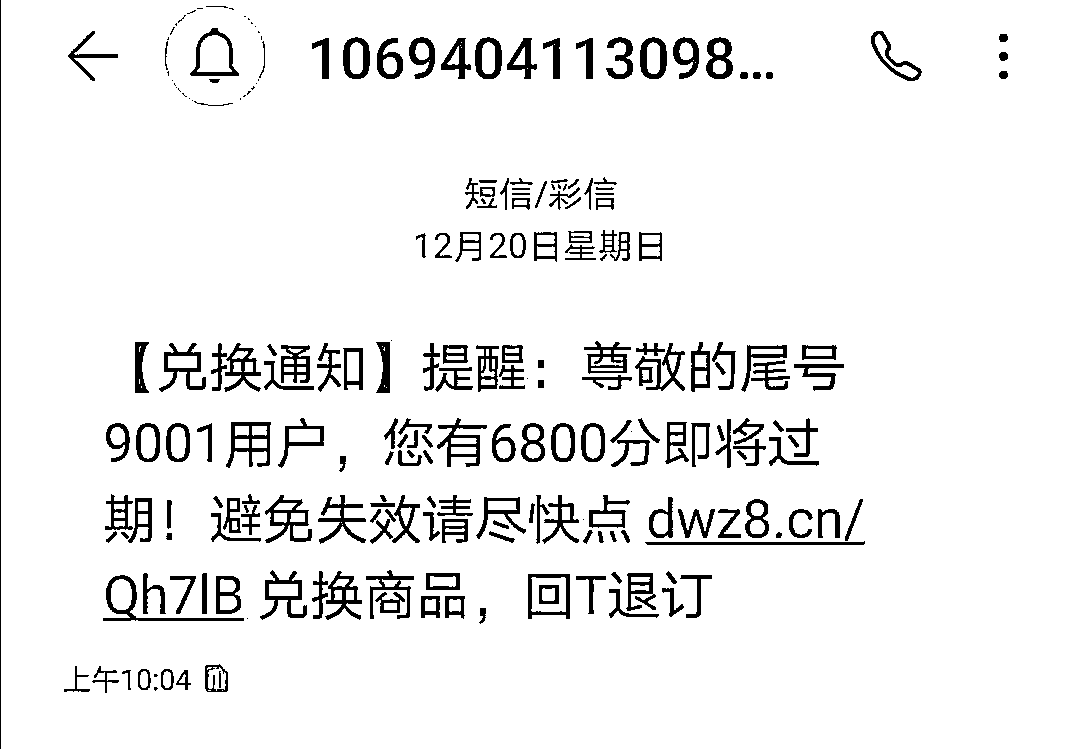 1069404113098...
短信/彩信
12月20日星期日
【兑换通知】提醒：尊敬的尾号
9001用户，您有6800分即将过
期！避免失效请尽快点 dwz8.cn/
Qh7lB 兑换商品，回T退订
上午10:04